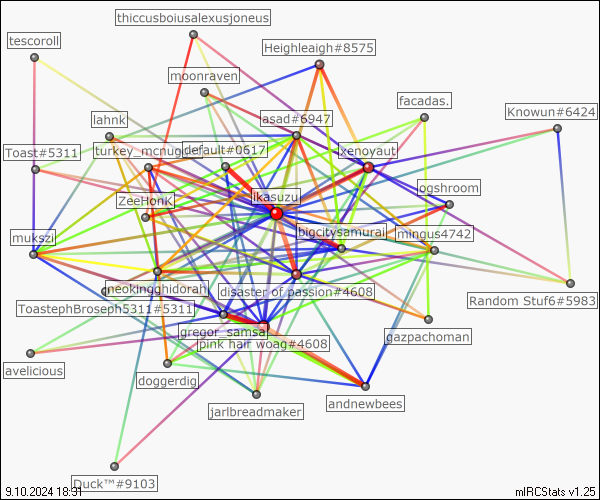 thiccusboiusalexusjoneus
tescoroll
Heighleaigh#8575
moonraven
facadas.
Knowun#6424
lahnk
asad#6947
Toast#5311
turkey_mcnug
default#0617
xenoyaut
ZeeHonK
ikasuzu
pgshroom
mukszi
bigcitysamurai
mingus4742
neokingghidorah
disaster of passion#4608
Random Stuf6#5983
ToastephBroseph5311#5311
gregor_samsa
pink hair woag#4608
gazpachoman
avelicious
doggerdig
jarlbreadmaker
andnewbees
Duck™#9103
9.10.2024 18:31
mIRCStats v1.25